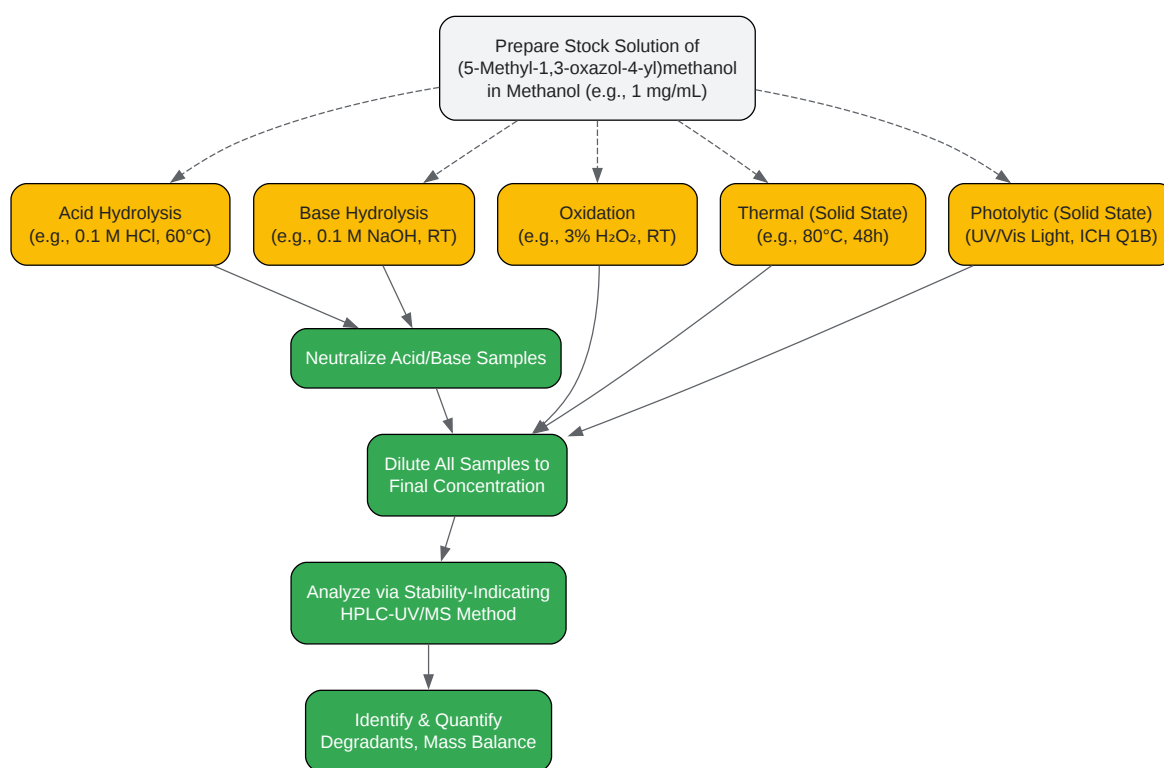 Prepare Stock Solution of
(5-Methyl-1,3-oxazol-4-yl)methanol
in Methanol (e.g., 1 mg/mL)
Acid Hydrolysis
(e.g., 0.1 M HCl, 60°C)
Base Hydrolysis
(e.g., 0.1 M NaOH, RT)
Oxidation
(e.g., 3% H₂O₂, RT)
Thermal (Solid State)
(e.g., 80°C, 48h)
Photolytic (Solid State)
(UV/Vis Light, ICH Q1B)
Neutralize Acid/Base Samples
Dilute All Samples to
Final Concentration
Analyze via Stability-Indicating
HPLC-UV/MS Method
Identify & Quantify
Degradants, Mass Balance